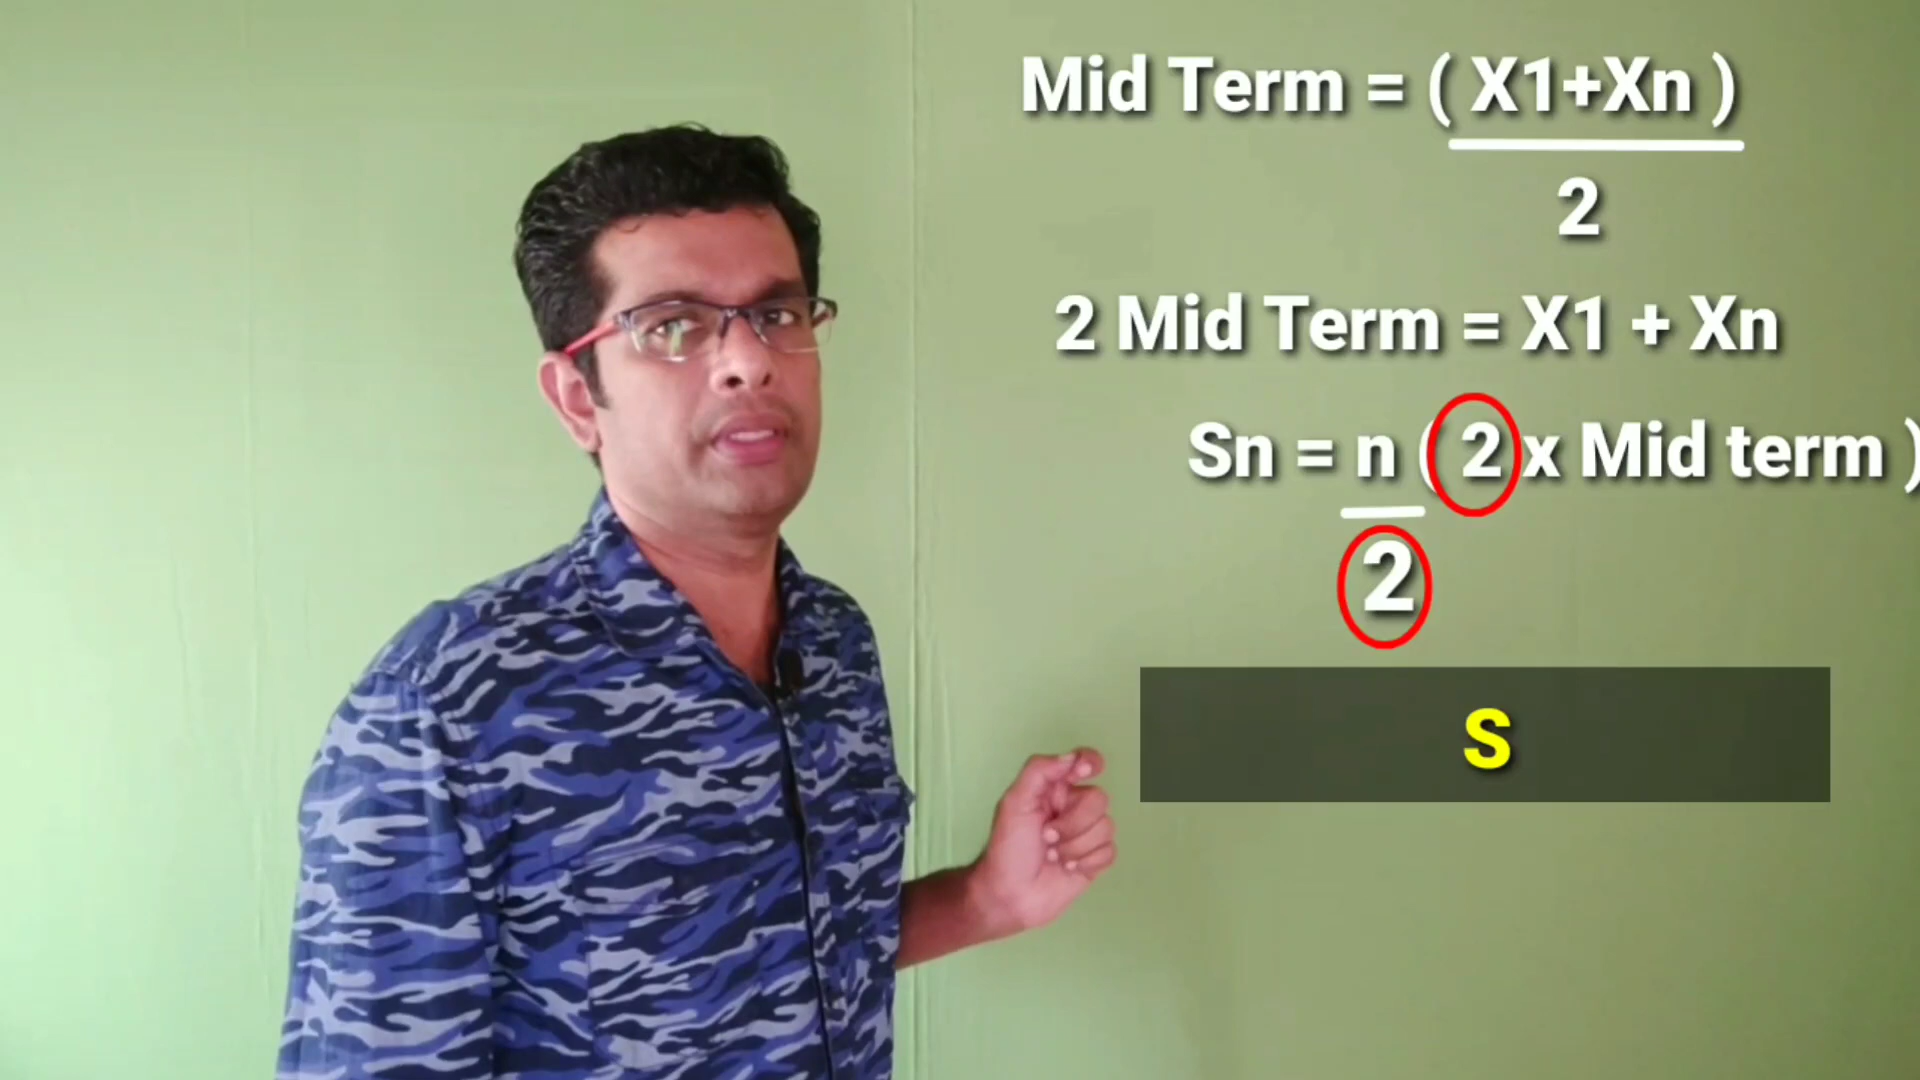 Mid Term = ( X1+Xn )
2
2 Mid Term = X1 + Xn
Sn = n ( 2 x Mid term )
2
S